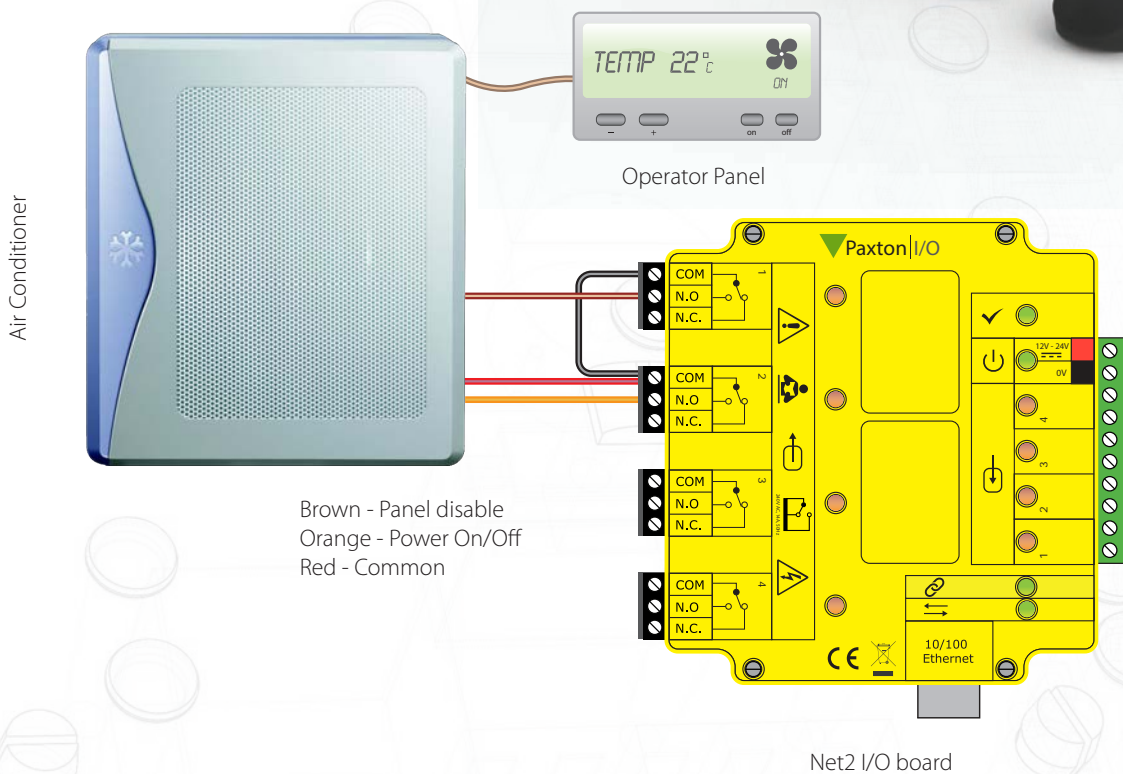 TEMP 22°C
ON
−
+
on
off
Operator Panel
Air Conditioner
Paxton I/O
COM
N.O
N.C.
1
COM
N.O
N.C.
2
COM
N.O
N.C.
3
COM
N.O
N.C.
4
12V - 24V
0V
4
3
2
1
10/100
Ethernet
CE
Brown - Panel disable
Orange - Power On/Off
Red - Common
Net2 I/O board